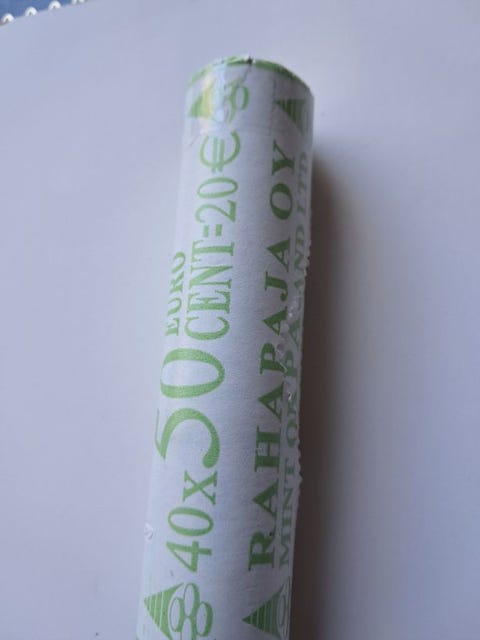 EURO
40x50 CENT=20€
RAHAPAJA OY
MINT OF FINLAND LTD